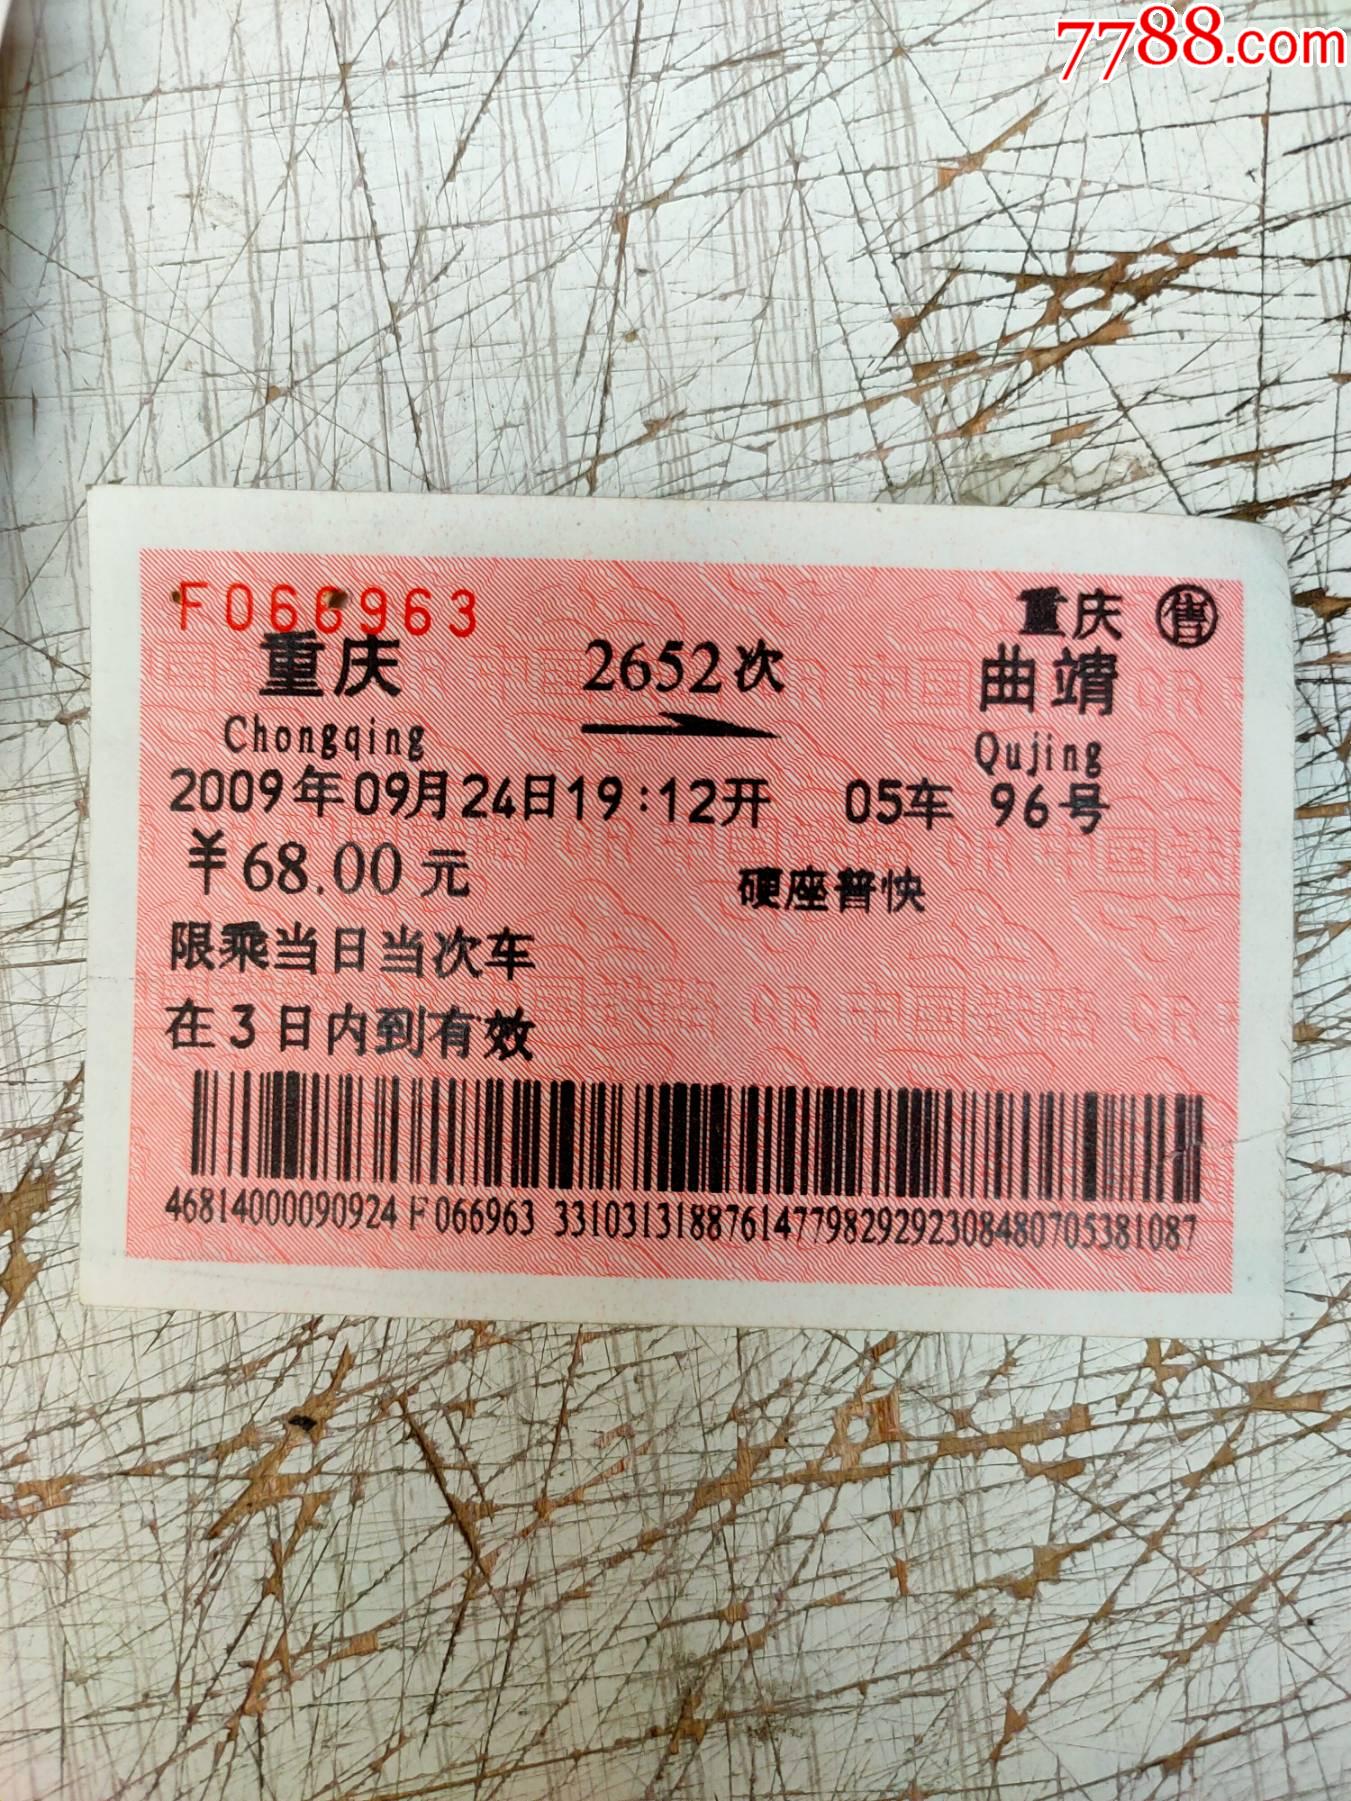 7788.com
F066963
重庆 售
重庆 2652次 曲靖
Chongqing Qujing
2009年09月24日19:12开 05车 96号
¥68.00元 硬座普快
限乘当日当次车
在3日内到有效
46814000090924 F066963 33103131887614779829292308480705381087